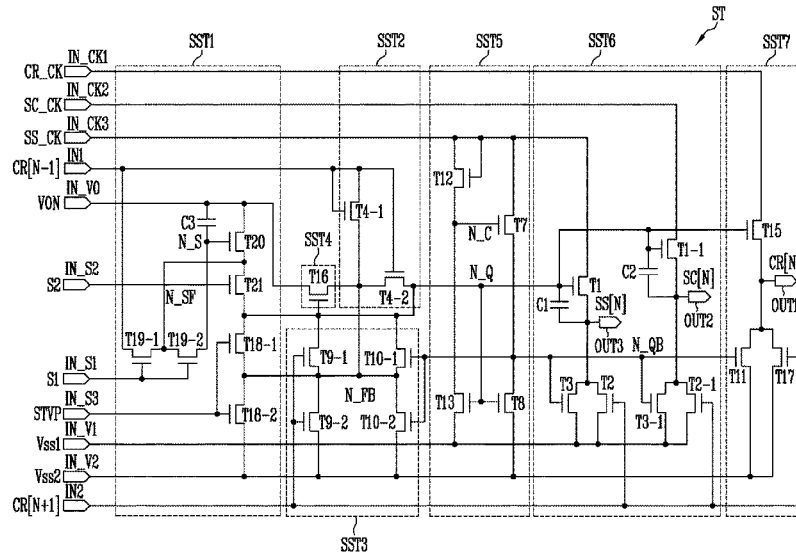 ST
SST1
SST2
SST5
SST6
SST7
IN_CK1
CR_CK
IN_CK2
SC_CK
IN_CK3
SS_CK
IN1
CR[N-1]
IN_V0
VON
C3
N_S
T20
T4-1
SST4
T16
T12
N_C
T7
T15
T1-1
C2
IN_S2
S2
T21
N_SF
T4-2
N_Q
T1
C1
SC[N]
OUT2
CR[N]
OUT1
SS[N]
OUT3
T19-1
T19-2
T18-1
T9-1
T10-1
N_QB
T11
T17
IN_S1
S1
N_FB
T13
T8
T3
T2
T2-1
T3-1
IN_S3
STVP
T18-2
T9-2
T10-2
IN_V1
Vss1
IN_V2
Vss2
IN2
CR[N+1]
SST3